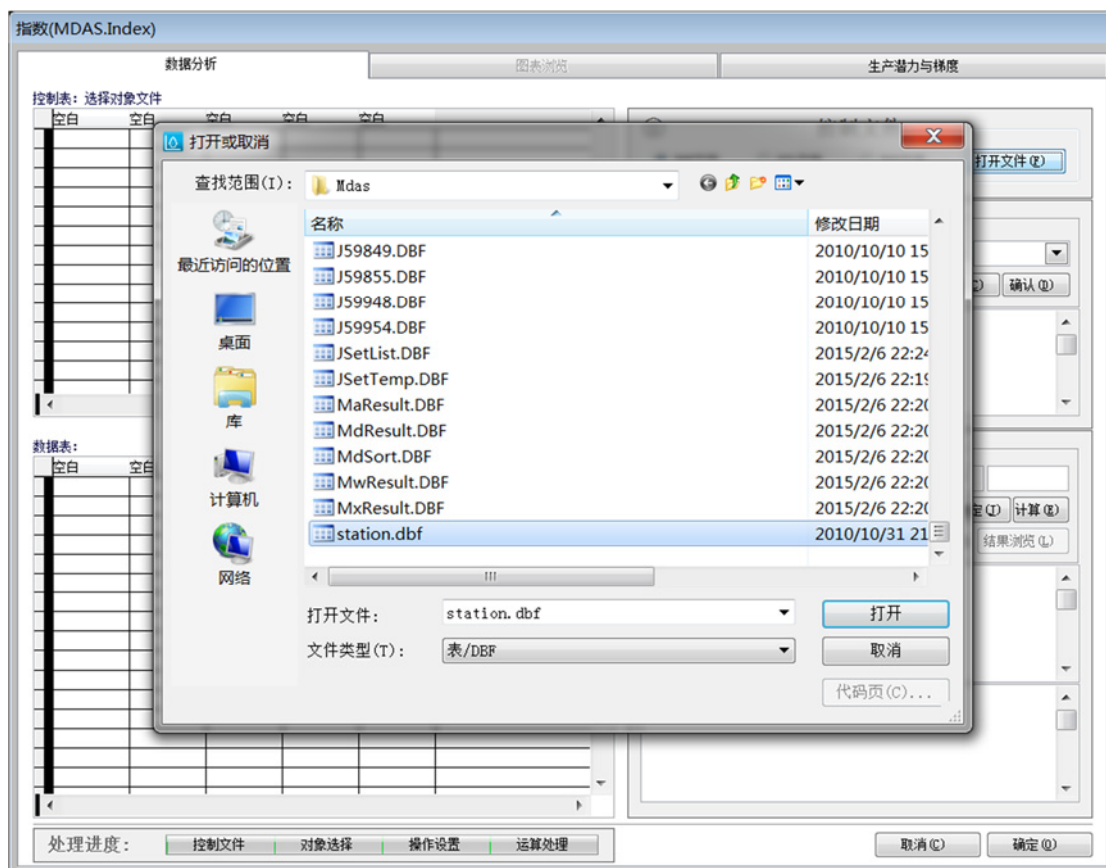 指数(MDAS.Index)
数据分析
图表浏览
生产潜力与梯度
控制表: 选择对象文件
空白 空白 空白 空白 空白
打开或取消
打开文件(F)
查找范围(I):
Mdas
名称
修改日期
J59849.DBF 2010/10/10 15
J59855.DBF 2010/10/10 15
J59948.DBF 2010/10/10 15
J59954.DBF 2010/10/10 15
JSetList.DBF 2015/2/6 22:24
JSetTemp.DBF 2015/2/6 22:19
MaResult.DBF 2015/2/6 22:20
MdResult.DBF 2015/2/6 22:20
MdSort.DBF 2015/2/6 22:20
MwResult.DBF 2015/2/6 22:20
MxResult.DBF 2015/2/6 22:20
station.dbf 2010/10/31 21
最近访问的位置
桌面
库
计算机
网络
确认(D)
数据表:
空白 空白
计算(E)
结果浏览(L)
打开文件:
station.dbf
打开
文件类型(T):
表/DBF
取消
代码页(C)...
处理进度:
控制文件
对象选择
操作设置
运算处理
取消(C)
确定(O)